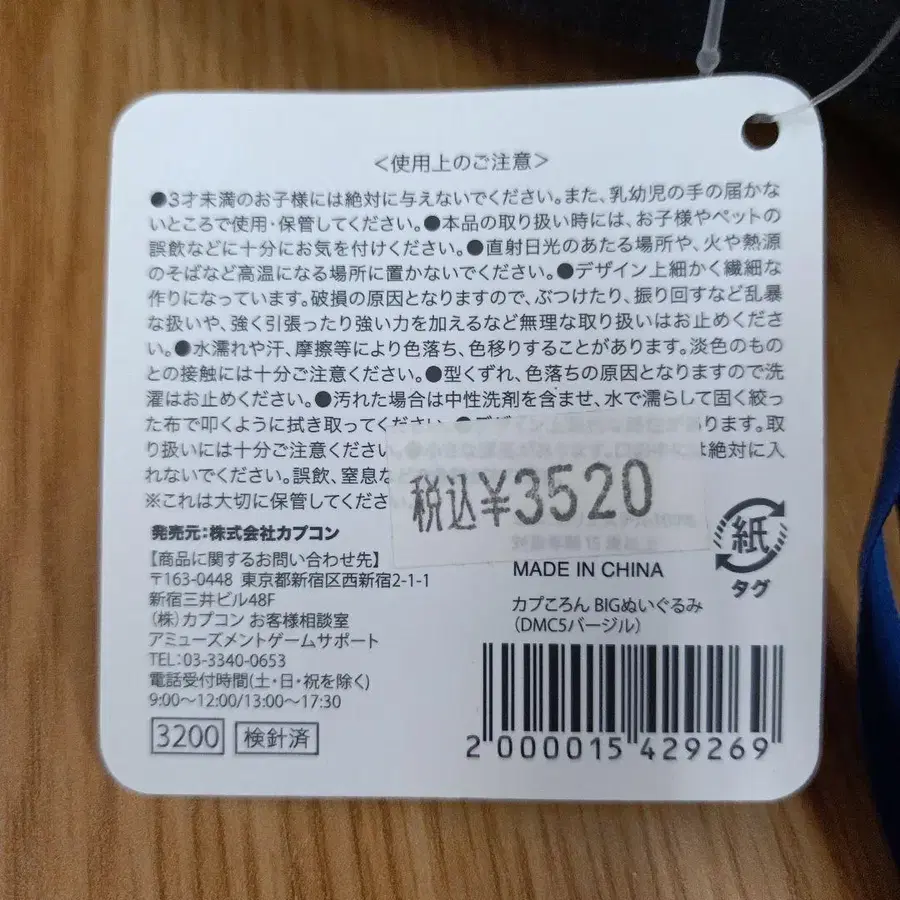 <使用上のご注意>
●3才未満のお子様には絶対に与えないでください。また、乳幼児の手の届かな
いところで使用・保管してください。●本品の取り扱い時には、お子様やペットの
誤飲などに十分にお気を付けください。●直射日光のあたる場所や、火や熱源
のそばなど高温になる場所に置かないでください。●デザイン上細かく繊細な
作りになっています。破損の原因となりますので、ぶつけたり、振り回すなど乱暴
な扱いや、強く引張ったり強い力を加えるなど無理な取り扱いはお止めくださ
い。●水濡れや汗、摩擦等により色落ち、色移りすることがあります。淡色のもの
との接触には十分ご注意ください。●型くずれ、色落ちの原因となりますので洗
濯はお止めください。●汚れた場合は中性洗剤を含ませ、水で濡らして固く絞っ
た布で叩くように拭き取ってください。 ります。取
り扱いには十分ご注意くださ は絶対に入
れないでください。誤飲、窒息
※これは大切に保管してくださ
税込¥3520
発売元:株式会社カプコン
【商品に関するお問い合わせ先】
〒163-0448 東京都新宿区西新宿2-1-1
新宿三井ビル48F
(株)カプコン お客様相談室
アミューズメントゲームサポート
TEL:03-3340-0653
電話受付時間(土・日・祝を除く)
9:00〜12:00/13:00〜17:30
3200 検針済
紙
タグ
MADE IN CHINA
カプころん BIGぬいぐるみ
(DMC5バージル)
2 000015 429269